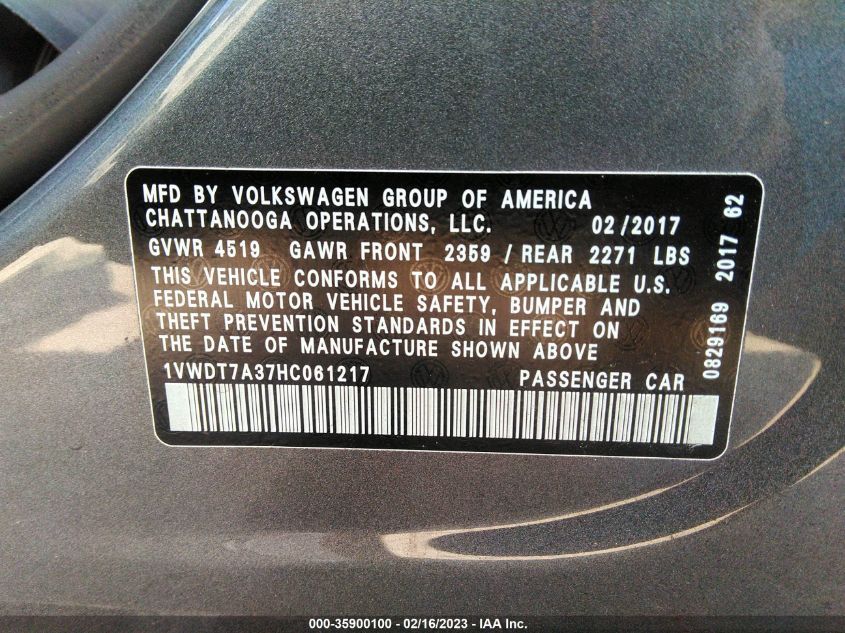 MFD BY VOLKSWAGEN GROUP OF AMERICA
CHATTANOOGA OPERATIONS, LLC. 02/2017
GVWR 4519 GAWR FRONT 2359 / REAR 2271 LBS
THIS VEHICLE CONFORMS TO ALL APPLICABLE U.S.
FEDERAL MOTOR VEHICLE SAFETY, BUMPER AND
THEFT PREVENTION STANDARDS IN EFFECT ON
THE DATE OF MANUFACTURE SHOWN ABOVE
1VWDT7A37HC061217 PASSENGER CAR
0829169 2017 62
000-35900100 - 02/16/2023 - IAA Inc.